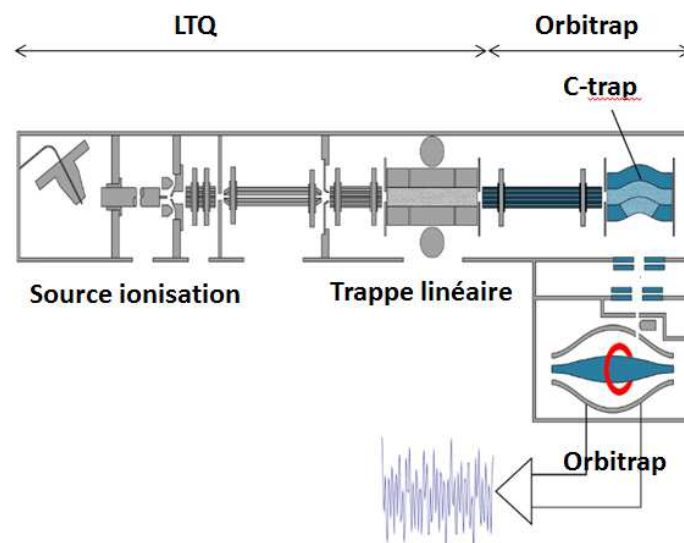 LTQ
Orbitrap
C-trap
Source ionisation
Trappe linéaire
Orbitrap